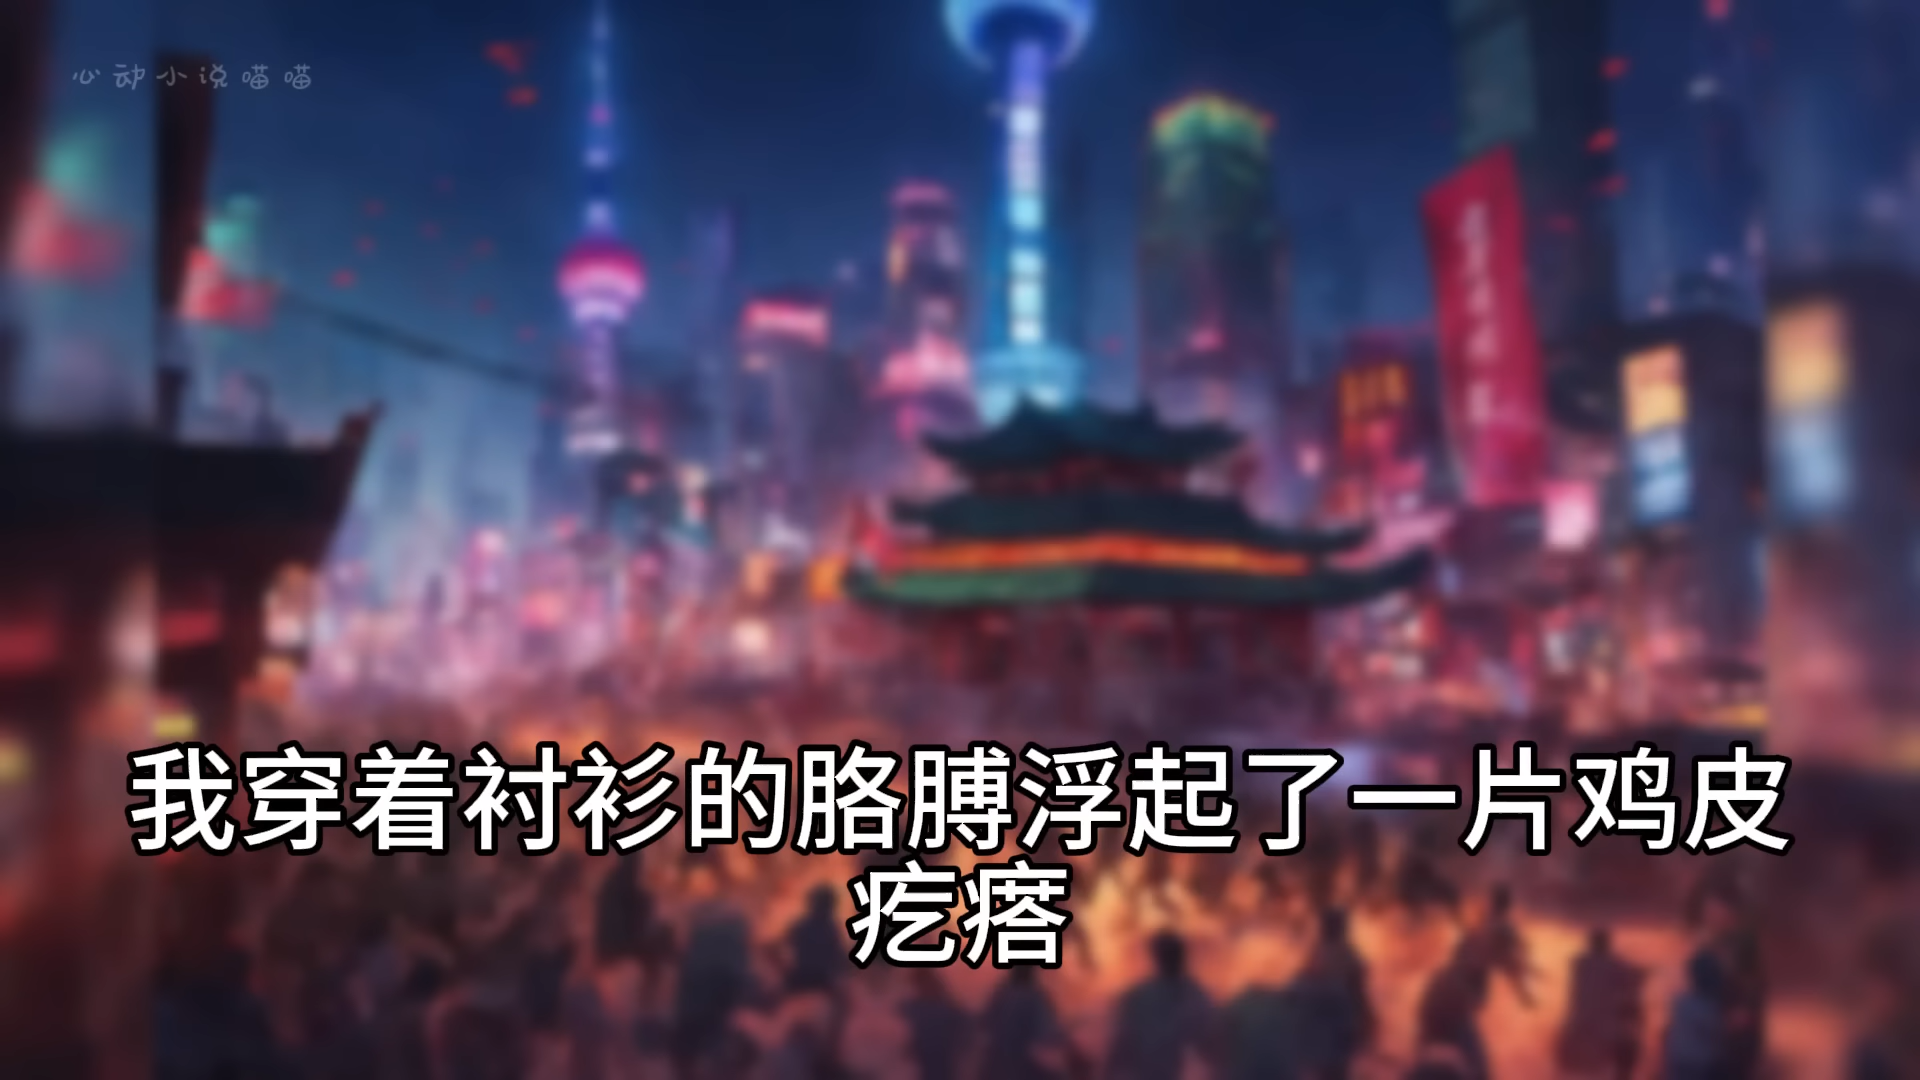 心动小说喵喵
我穿着衬衫的胳膊浮起了一片鸡皮
疙瘩